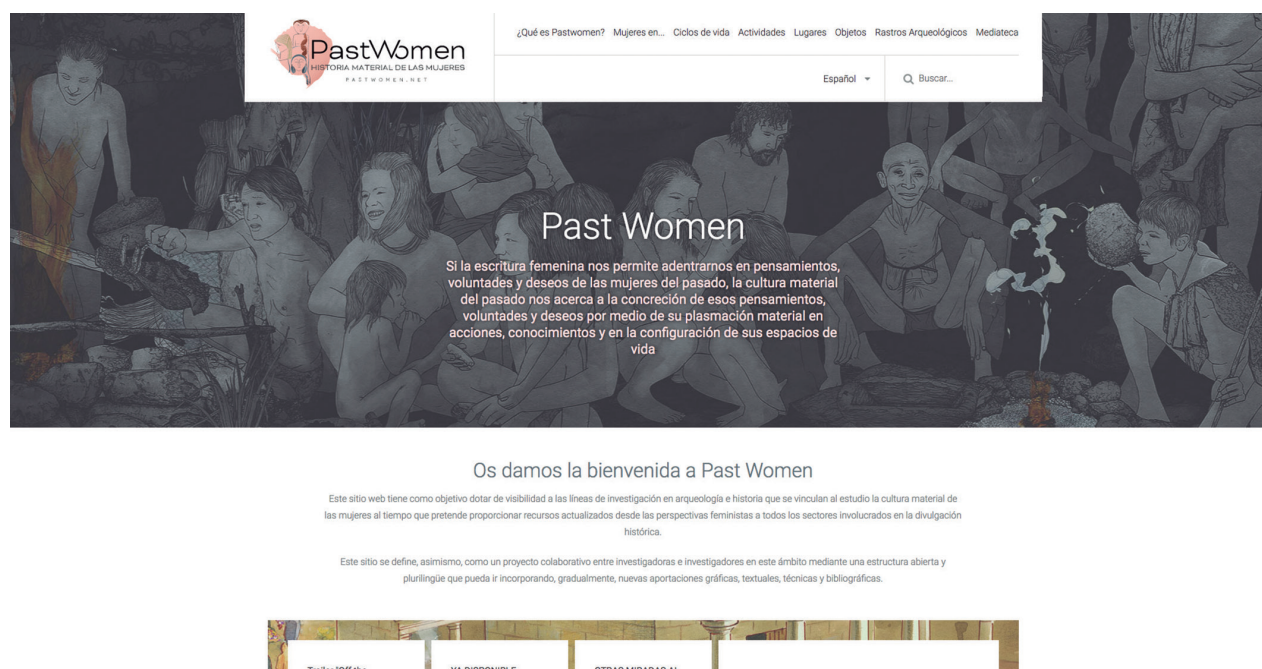 PastWomen
HISTORIA MATERIAL DE LAS MUJERES
PASTWOMEN.NET
¿Qué es Pastwomen? Mujeres en... Ciclos de vida Actividades Lugares Objetos Rastros Arqueológicos Mediateca
Español
Buscar...
Past Women
Si la escritura femenina nos permite adentrarnos en pensamientos,
voluntades y deseos de las mujeres del pasado, la cultura material
del pasado nos acerca a la concreción de esos pensamientos,
voluntades y deseos por medio de su plasmación material en
acciones, conocimientos y en la configuración de sus espacios de
vida
Os damos la bienvenida a Past Women
Este sitio web tiene como objetivo dotar de visibilidad a las líneas de investigación en arqueología e historia que se vinculan al estudio la cultura material de
las mujeres al tiempo que pretende proporcionar recursos actualizados desde las perspectivas feministas a todos los sectores involucrados en la divulgación
histórica.
Este sitio se define, asimismo, como un proyecto colaborativo entre investigadoras e investigadores en este ámbito mediante una estructura abierta y
plurilingüe que pueda ir incorporando, gradualmente, nuevas aportaciones gráficas, textuales, técnicas y bibliográficas.
Trailer "Off the
YA DISPONIBLE
OTRAS MIRADAS AL